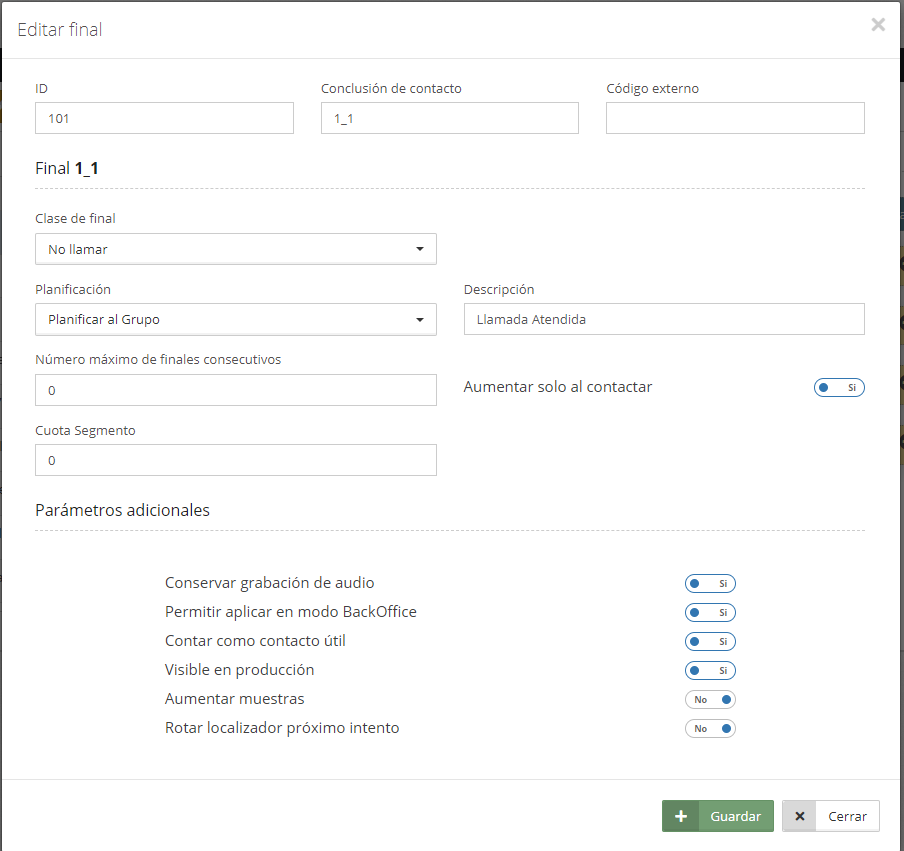 Editar final
ID
Conclusión de contacto
Código externo
101
1_1
Final 1_1
Clase de final
No llamar
Planificación
Descripción
Planificar al Grupo
Llamada Atendida
Número máximo de finales consecutivos
0
Aumentar solo al contactar
Si
Cuota Segmento
0
Parámetros adicionales
Conservar grabación de audio Si
Permitir aplicar en modo BackOffice Si
Contar como contacto útil Si
Visible en producción Si
Aumentar muestras No
Rotar localizador próximo intento No
Guardar
Cerrar